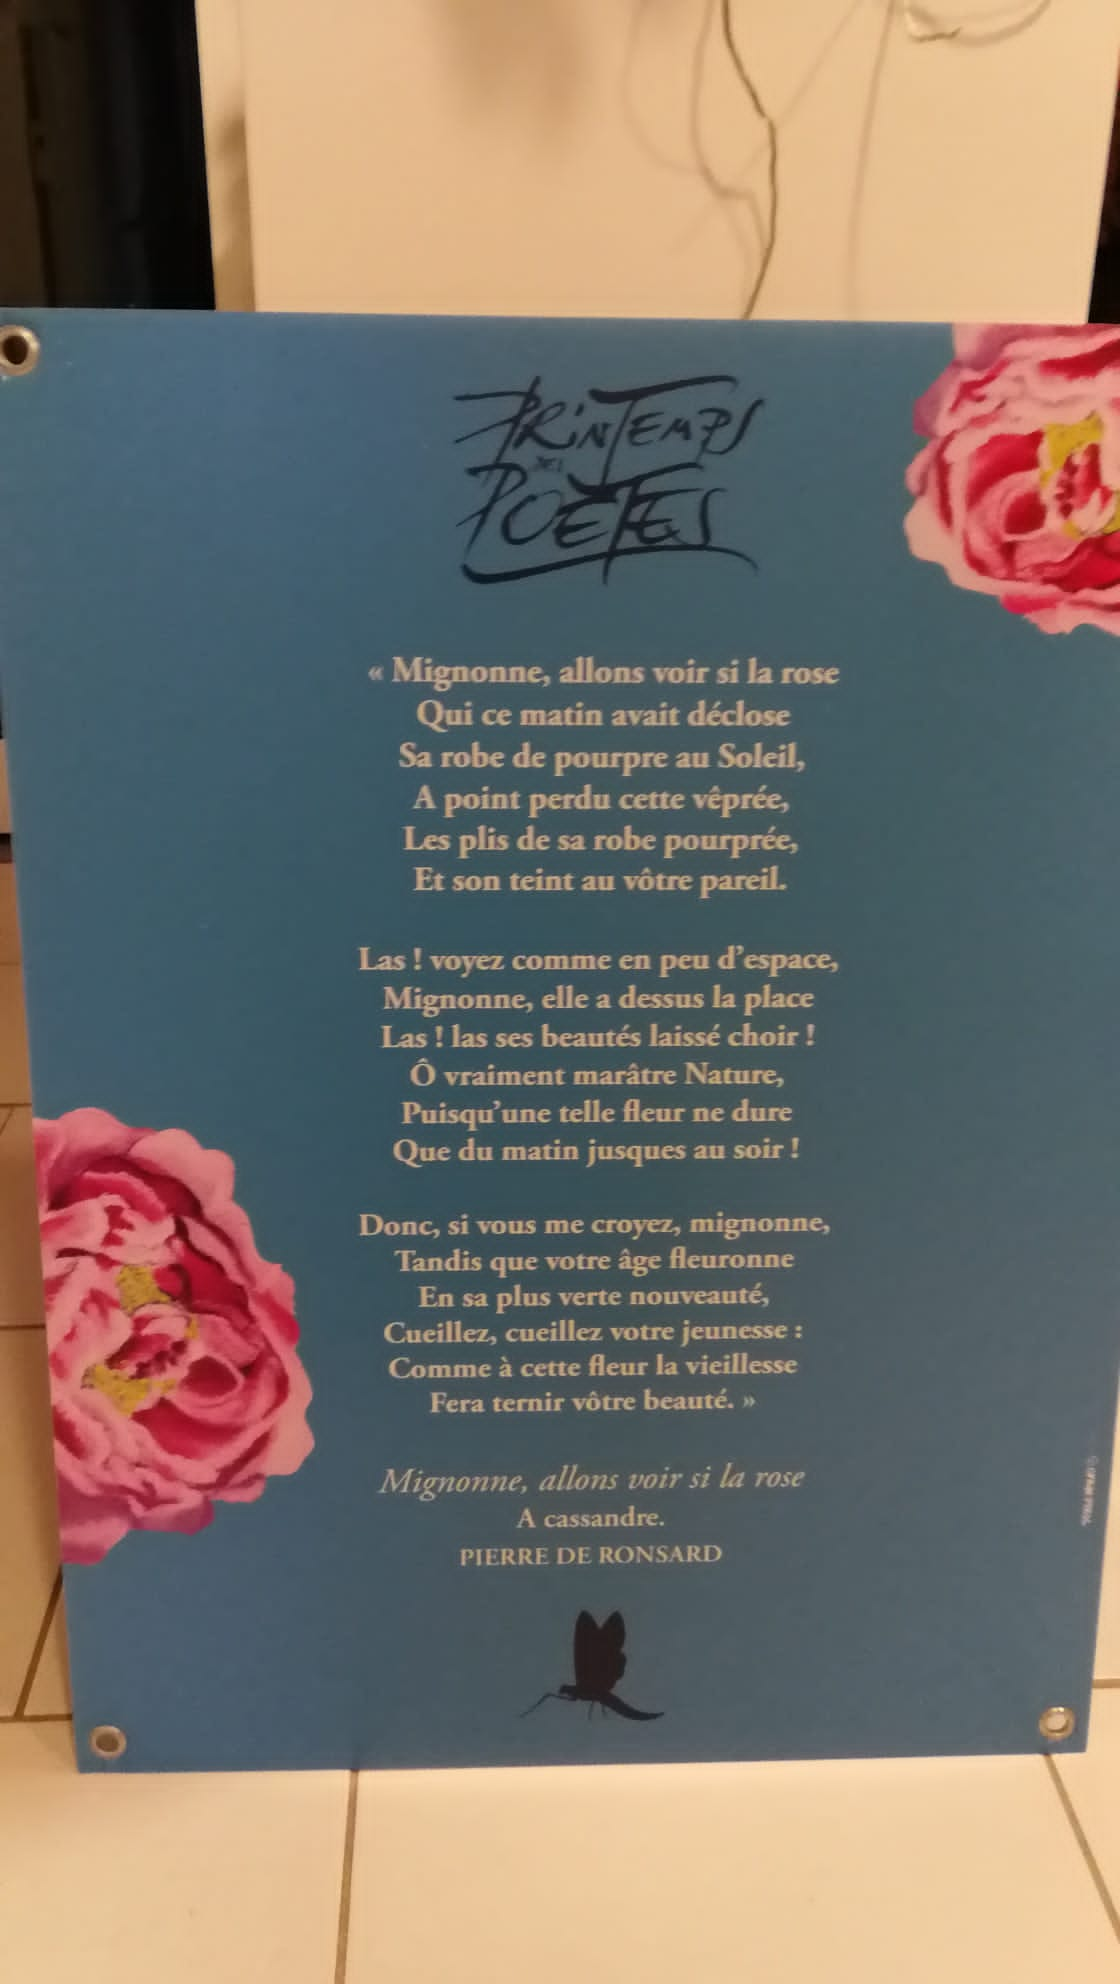 PRINTEMPS
DES
POÈTES
« Mignonne, allons voir si la rose
Qui ce matin avait déclose
Sa robe de pourpre au Soleil,
A point perdu cette vêprée,
Les plis de sa robe pourprée,
Et son teint au vôtre pareil.
Las ! voyez comme en peu d'espace,
Mignonne, elle a dessus la place
Las ! las ses beautés laissé choir !
Ô vraiment marâtre Nature,
Puisqu'une telle fleur ne dure
Que du matin jusques au soir !
Donc, si vous me croyez, mignonne,
Tandis que votre âge fleuronne
En sa plus verte nouveauté,
Cueillez, cueillez votre jeunesse :
Comme à cette fleur la vieillesse
Fera ternir vôtre beauté. »
Mignonne, allons voir si la rose
A cassandre.
PIERRE DE RONSARD